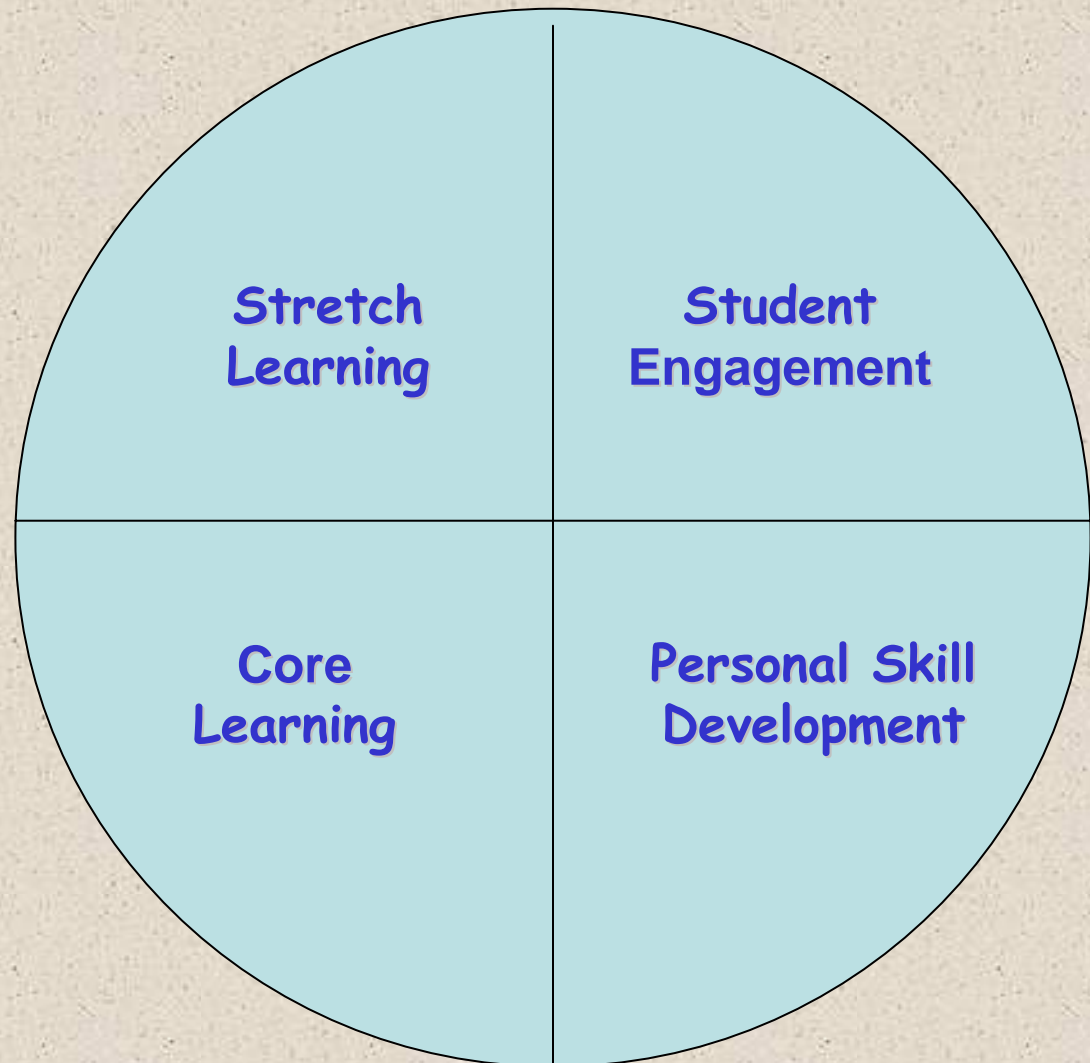 Stretch
Learning
Student
Engagement
Core
Learning
Personal Skill
Development